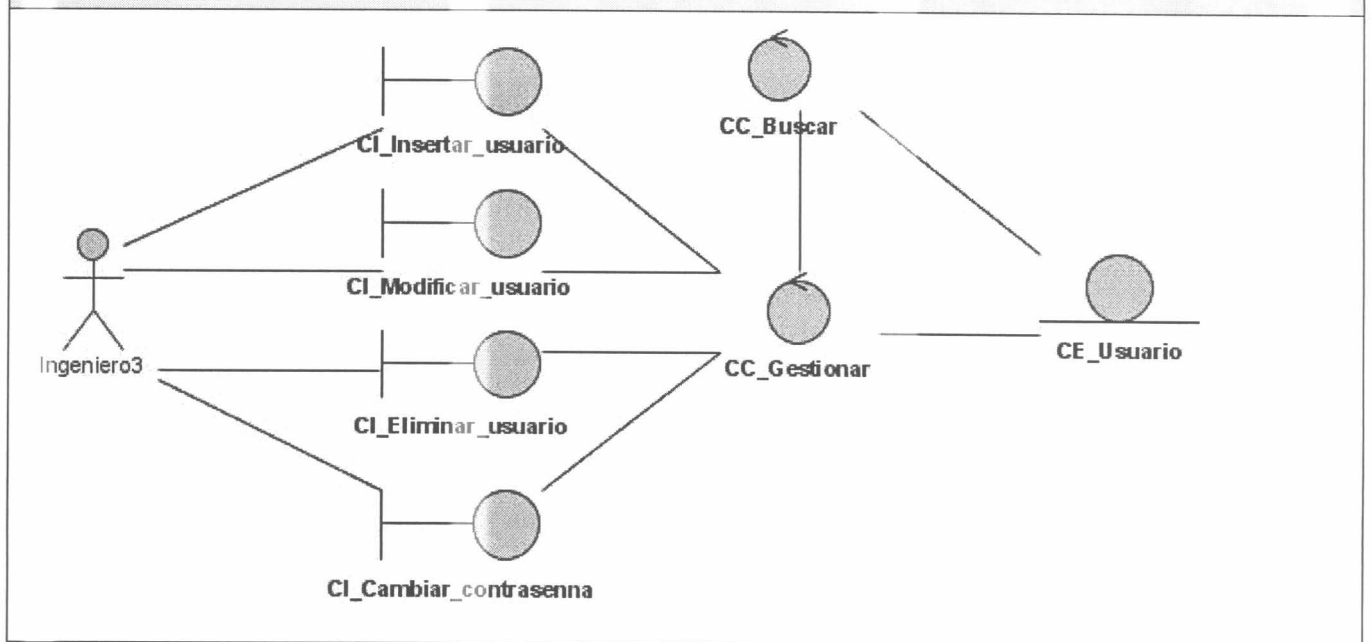 CI_Insertar_usuario
CC_Buscar
CI_Modificar_usuario
Ingeniero3
CC_Gestionar
CE_Usuario
CI_Eliminar_usuario
CI_Cambiar_contrasenna